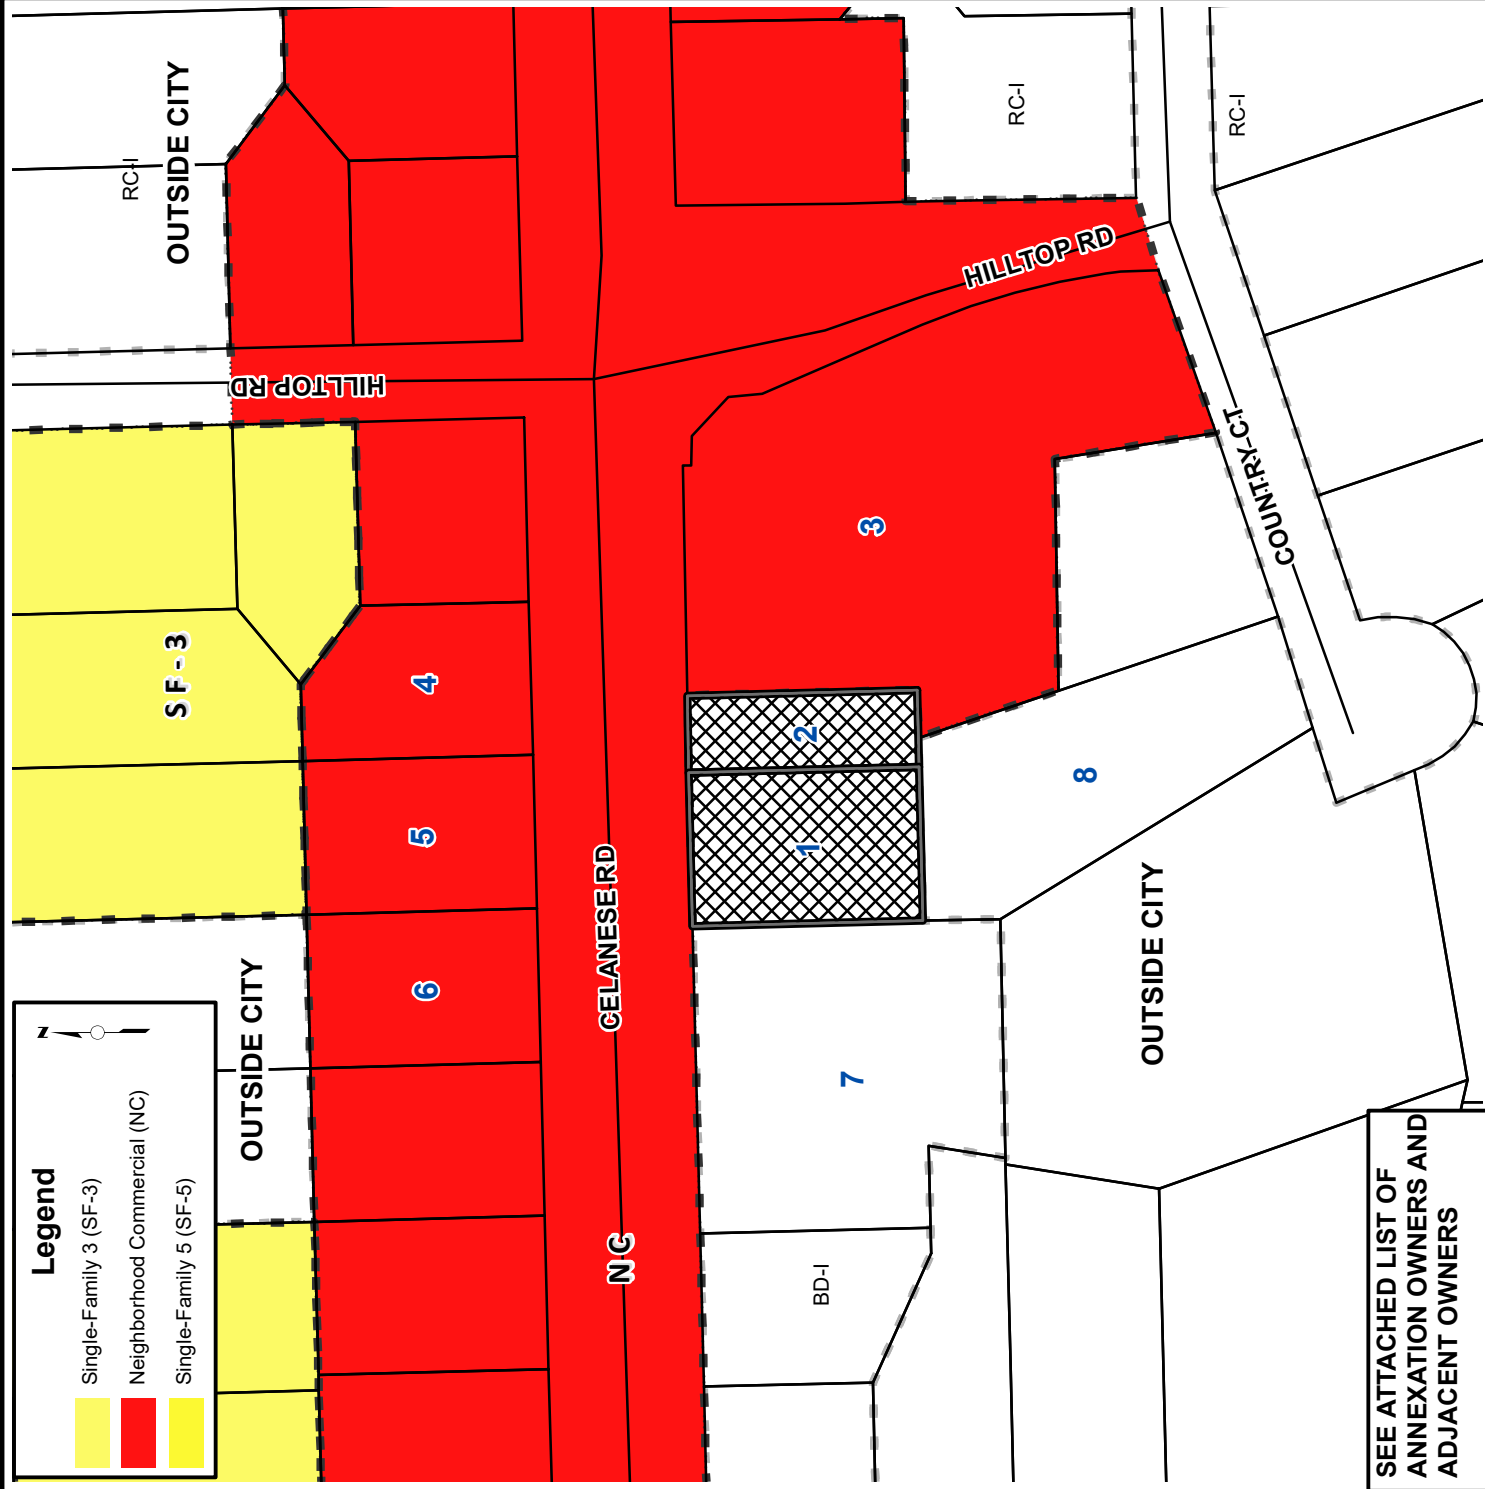 Legend
Single-Family 3 (SF-3)
Neighborhood Commercial (NC)
Single-Family 5 (SF-5)
N
OUTSIDE CITY
SF-3
RC-I
OUTSIDE CITY
HILLTOP RD
6
5
4
NC
CELANESE RD
BD-I
7
1
2
3
HILLTOP RD
RC-I
RC-I
8
OUTSIDE CITY
COUNTRY CT
SEE ATTACHED LIST OF
ANNEXATION OWNERS AND
ADJACENT OWNERS